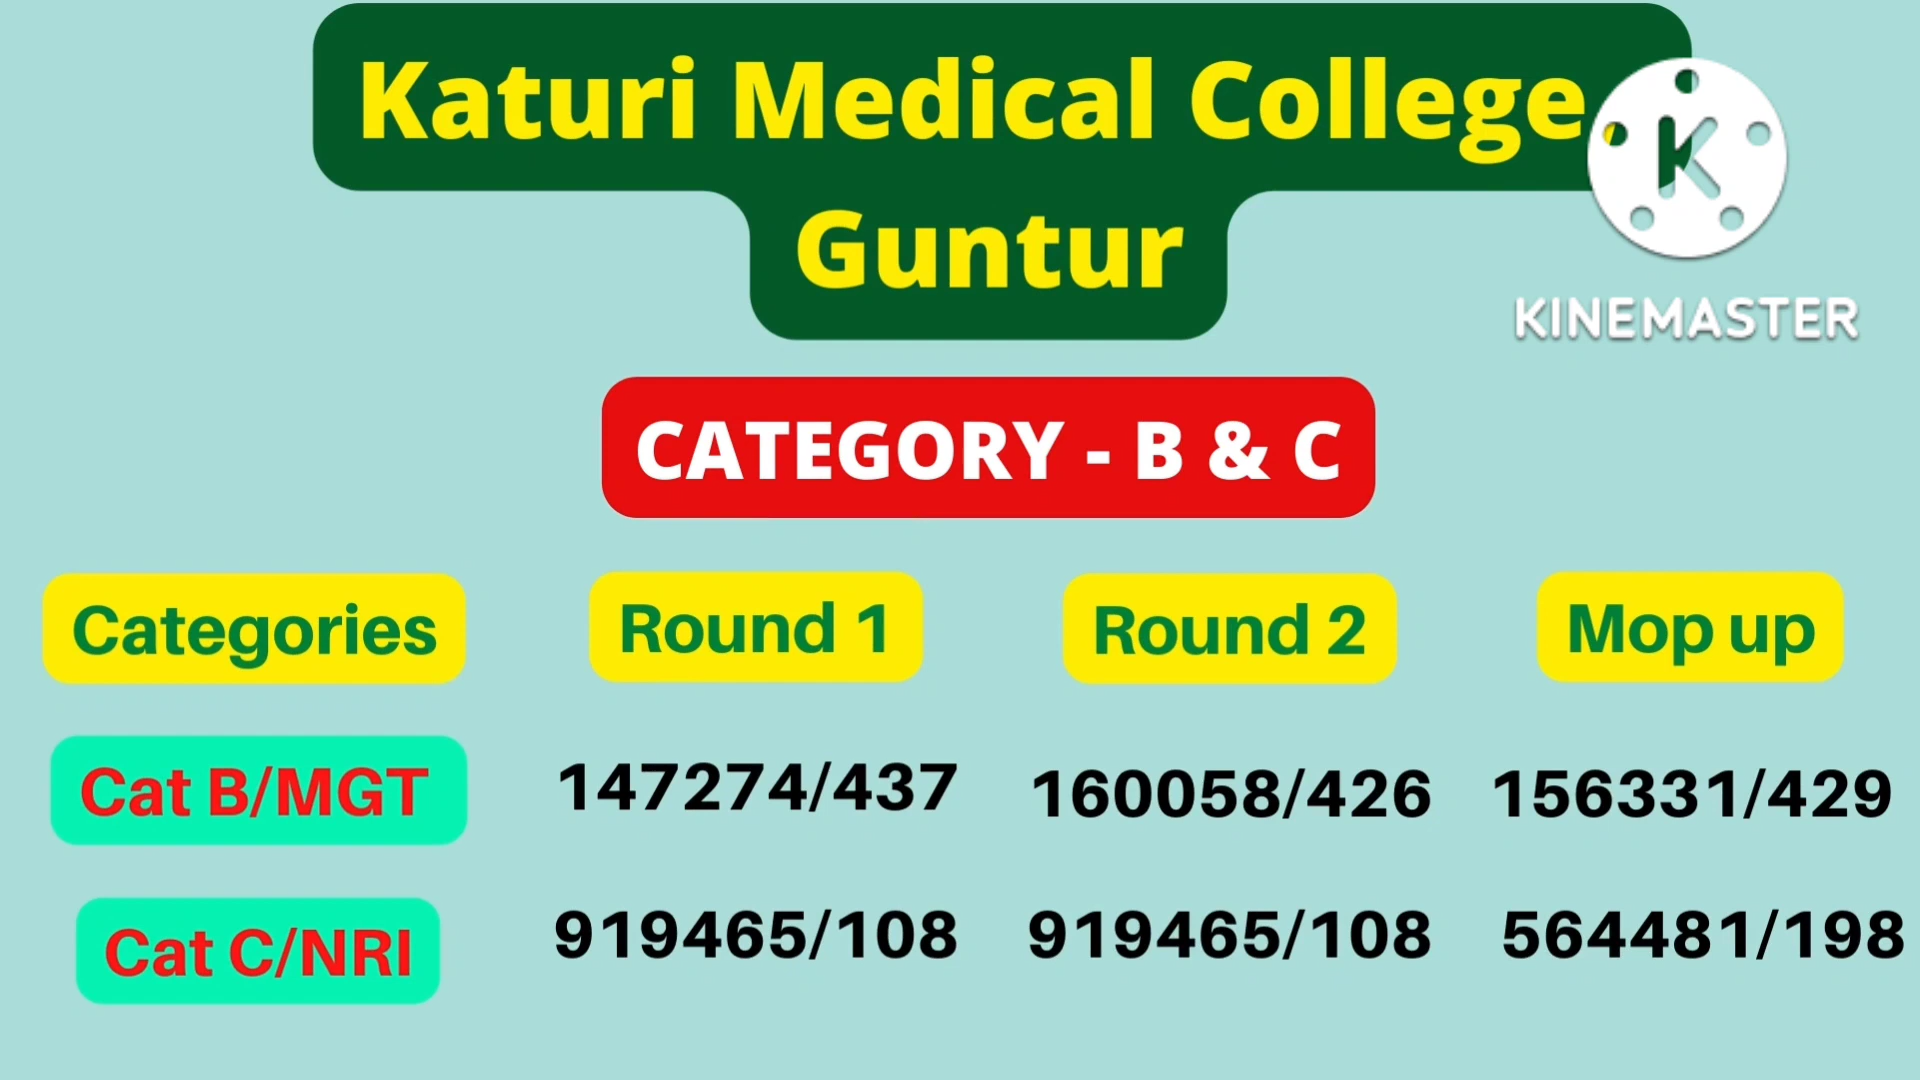 Katuri Medical College,
Guntur
K
KINEMASTER
CATEGORY - B & C
Categories Round 1 Round 2 Mop up
Cat B/MGT 147274/437 160058/426 156331/429
Cat C/NRI 919465/108 919465/108 564481/198